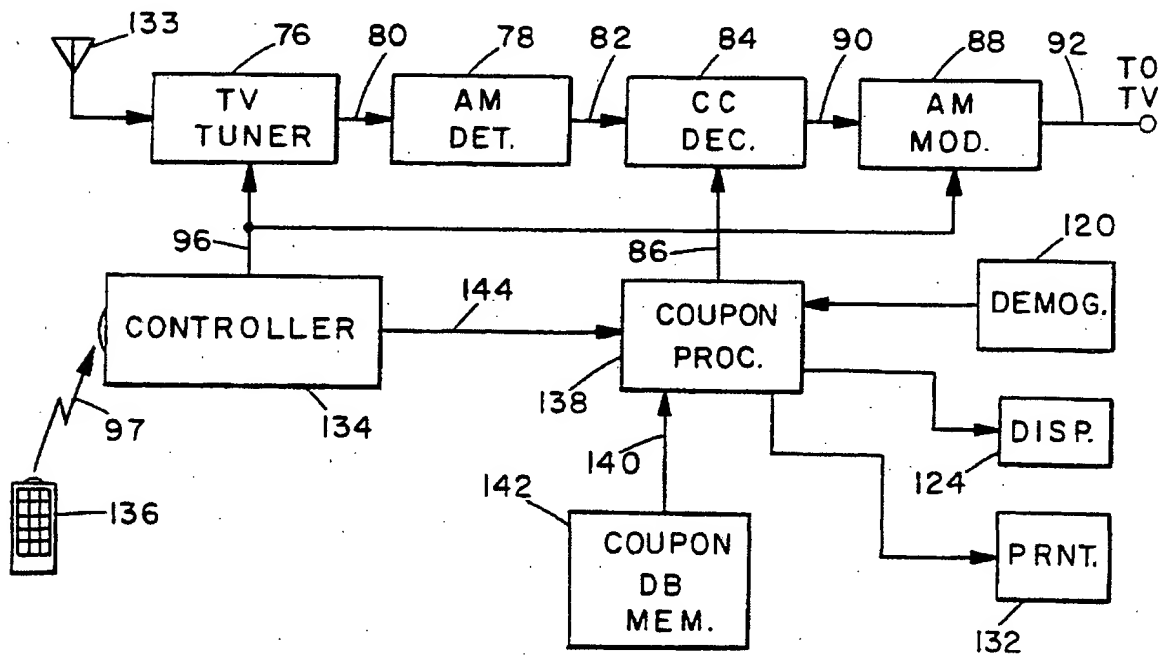 133
76
80
78
82
84
90
88
92
TO
TV
TV
TUNER
AM
DET.
CC
DEC.
AM
MOD.
96
86
120
CONTROLLER
144
COUPON
PROC.
DEMOG.
97
134
138
140
DISP.
124
136
142
COUPON
DB
MEM.
PRNT.
132